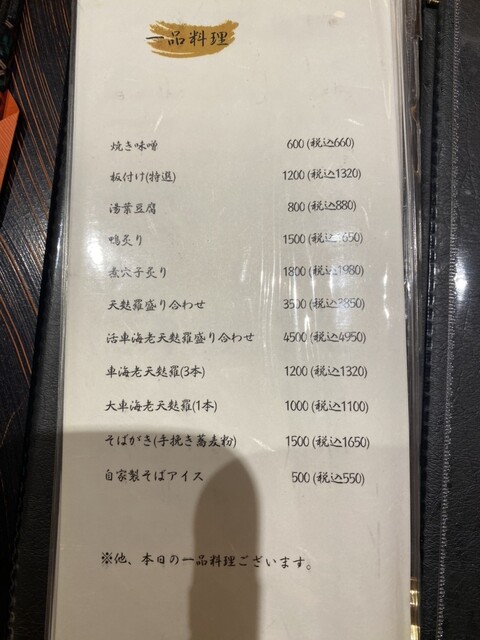 一品料理
焼き味噌 600 (税込660)
板付け(特選) 1200 (税込1320)
湯葉豆腐 800 (税込880)
鴨炙り 1500 (税込1650)
煮穴子炙り 1800 (税込1980)
天麩羅盛り合わせ 3500 (税込3850)
活車海老天麩羅盛り合わせ 4500 (税込4950)
車海老天麩羅(3本) 1200 (税込1320)
大車海老天麩羅(1本) 1000 (税込1100)
そばがき(手挽き蕎麦粉) 1500 (税込1650)
自家製そばアイス 500 (税込550)
※他、本日の一品料理ございます。